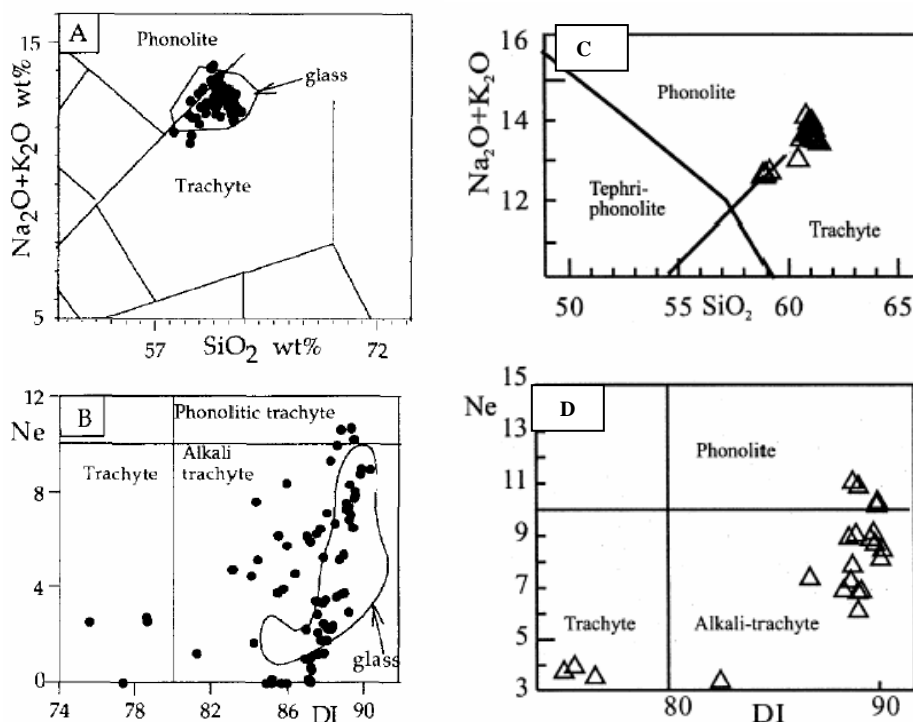 A
15
Phonolite
glass
Trachyte
Na2O+K2O wt%
5
57
SiO2 wt%
72
C
16
14
12
10
Na2O+K2O
Phonolite
Tephri-
phonolite
Trachyte
50
55
SiO2
60
65
B
12
Ne
8
4
0
Phonolitic trachyte
Trachyte
Alkali
trachyte
glass
74
78
82
86
90
DI
D
15
Ne
13
11
9
7
5
3
Phonolite
Trachyte
Alkali-trachyte
80
DI
90